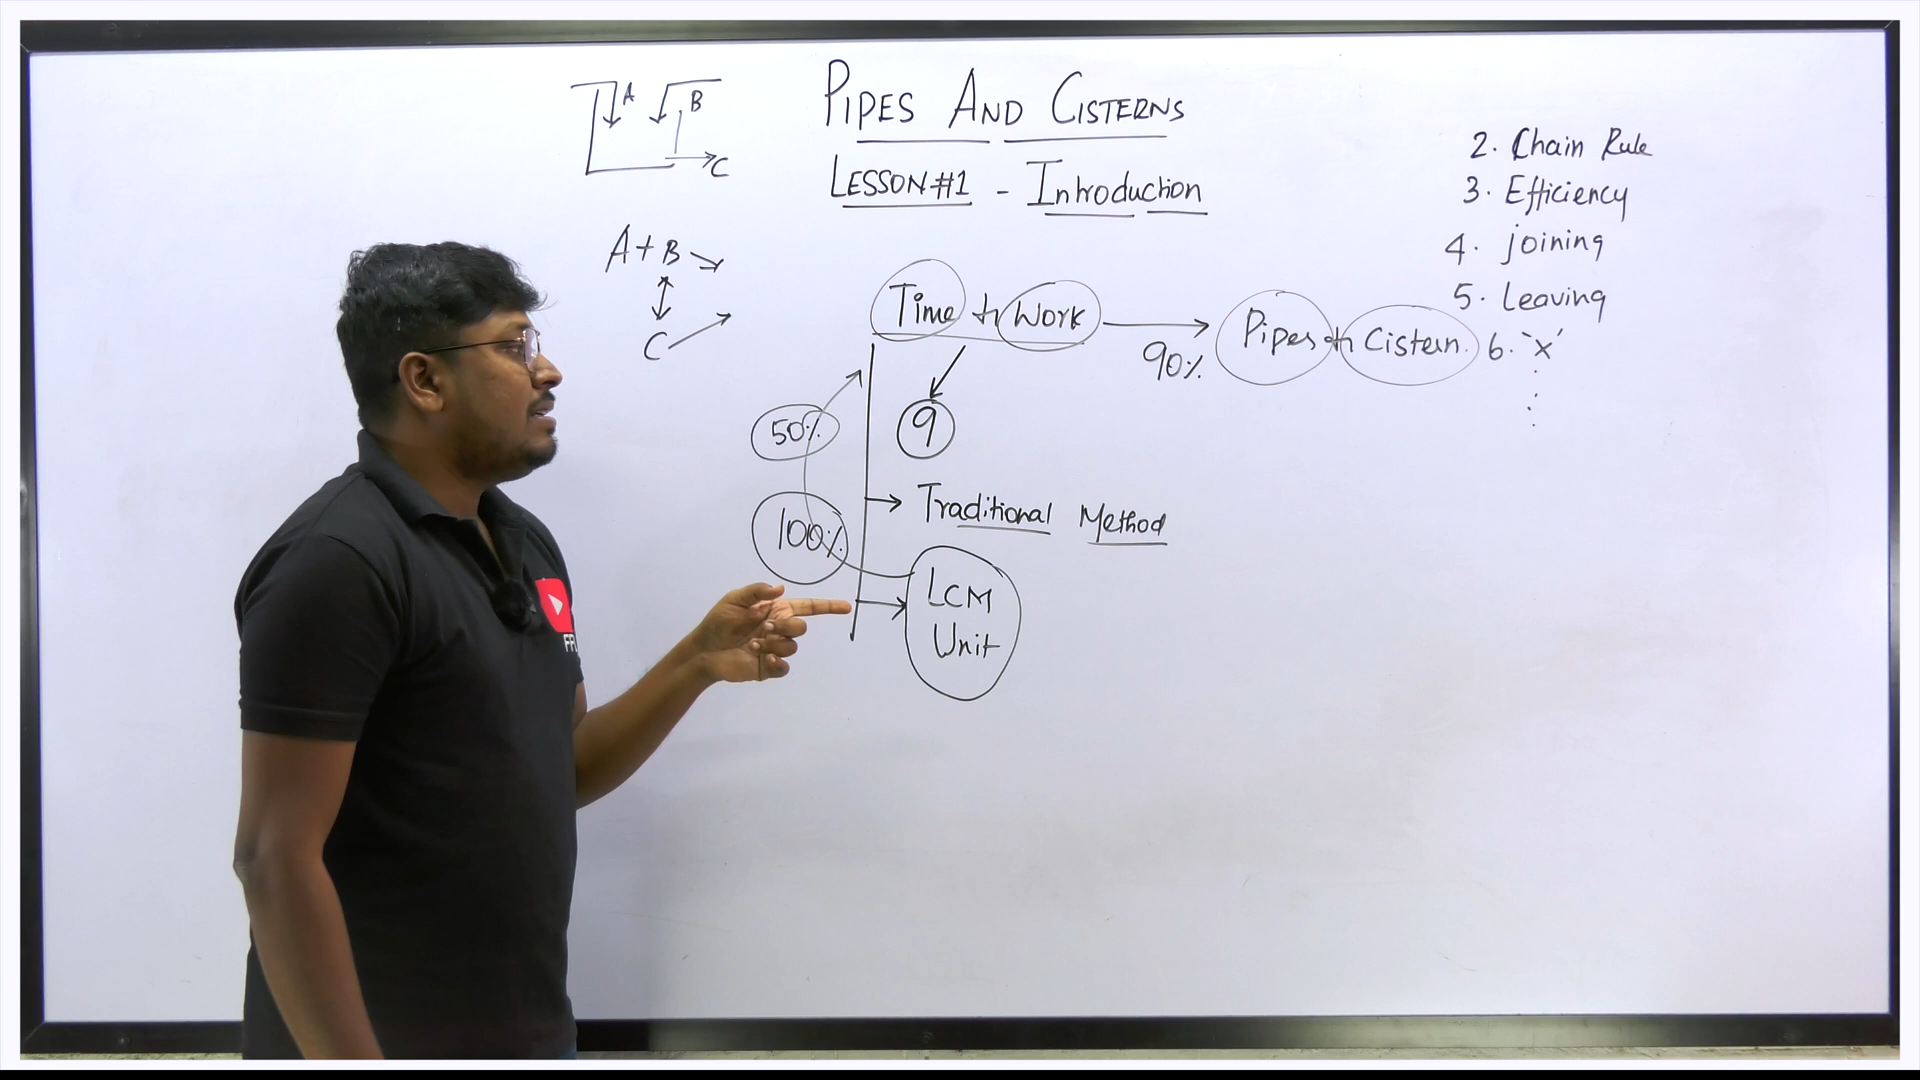 PIPES AND CISTERNS
LESSON#1 - Introduction
A
B
C
A+B
C
2. Chain Rule
3. Efficiency
4. joining
5. Leaving
6. 'x'
Time & Work
90%
Pipes & Cistern.
9
50%
100%
Traditional Method
LCM
Unit